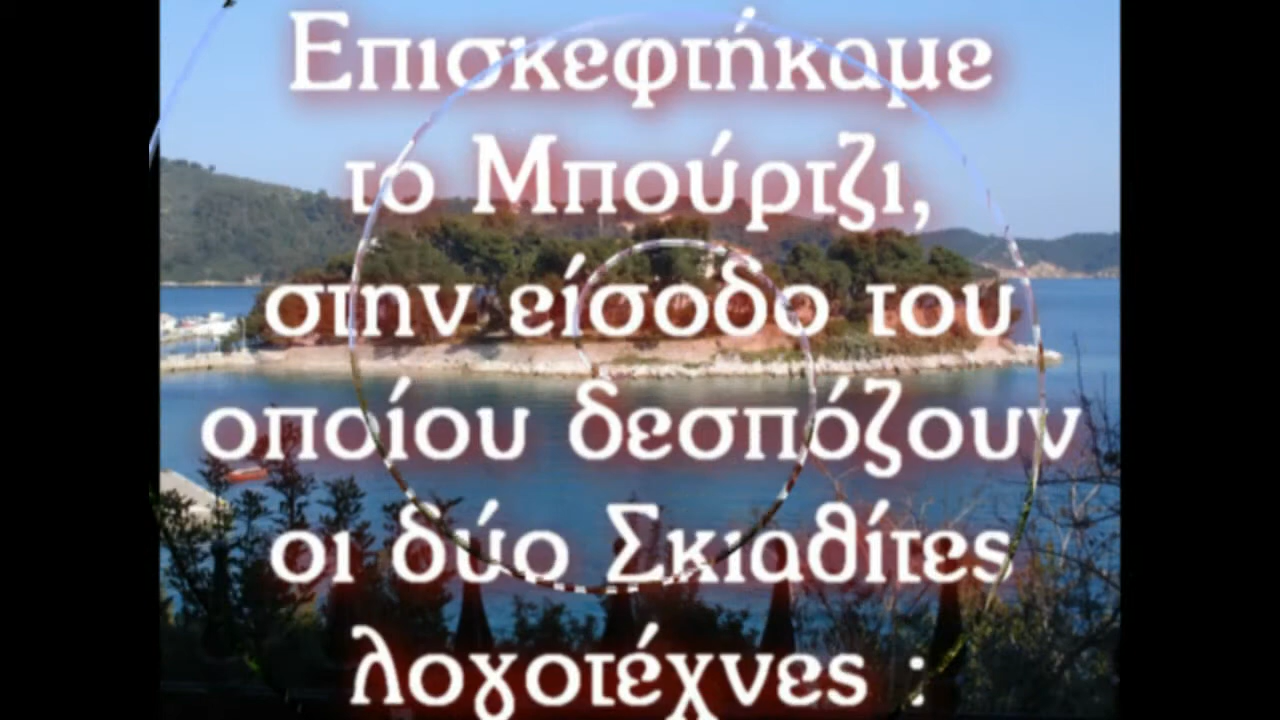 Επισκεφτήκαμε
το Μπούρτζι,
στην είσοδο του
οποίου δεσπόζουν
οι δύο Σκιαθίτες
λογοτέχνες :